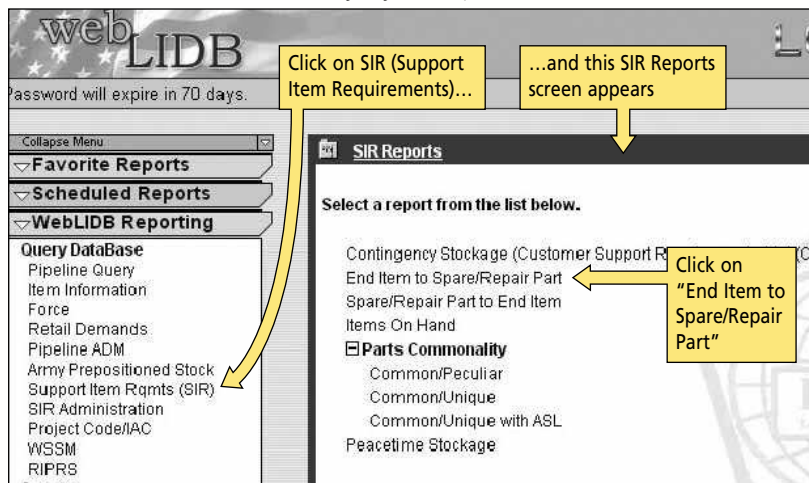 web
LIDB
Click on SIR (Support
Item Requirements)…
…and this SIR Reports
screen appears
Password will expire in 70 days.
Collapse Menu
Favorite Reports
Scheduled Reports
WebLIDB Reporting
Query DataBase
Pipeline Query
Item Information
Force
Retail Demands
Pipeline ADM
Army Prepositioned Stock
Support Item Rqmts (SIR)
SIR Administration
Project Code/IAC
WSSM
RIPRS
SIR Reports
Select a report from the list below.
Contingency Stockage (Customer Support
End Item to Spare/Repair Part
Spare/Repair Part to End Item
Items On Hand
Parts Commonality
Common/Peculiar
Common/Unique
Common/Unique with ASL
Peacetime Stockage
Click on
“End Item to
Spare/Repair
Part”